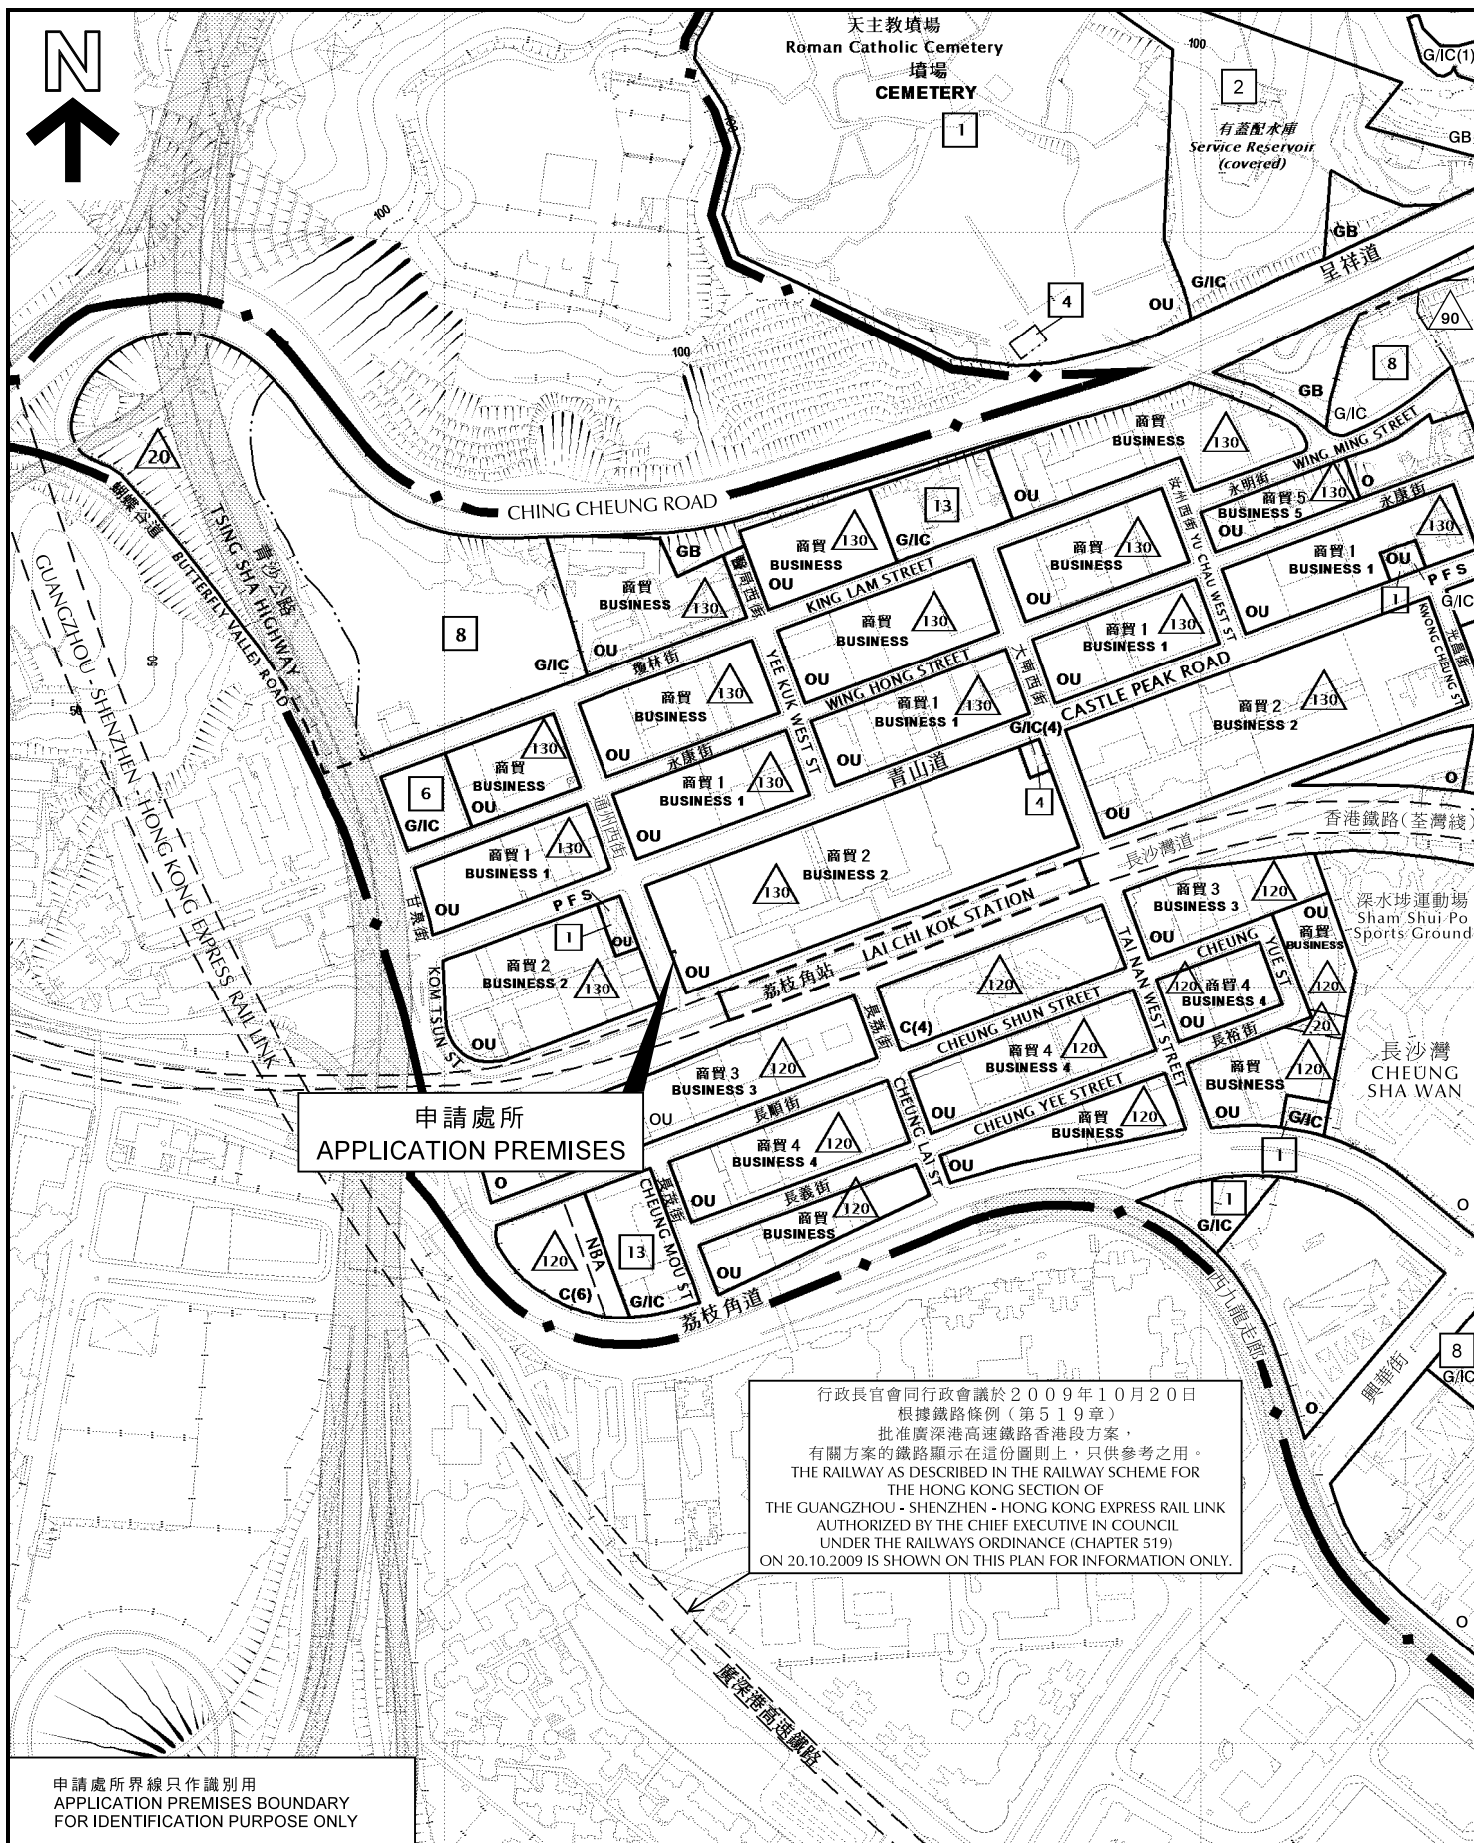 N
天主教墳場
Roman Catholic Cemetery
墳場
CEMETERY
1
100
2
有蓋配水庫
Service Reservoir
(covered)
G/IC(1)
GB
100
100
100
GB
呈祥道
G/IC
OU
4
90
8
GB
G/IC
20
蝴蝶谷道
BUTTERFLY VALLEY ROAD
青沙公路
TSING SHA HIGHWAY
GUANGZHOU - SHENZHEN - HONG KONG EXPRESS RAIL LINK
50
50
CHING CHEUNG ROAD
商貿
BUSINESS
130
OU
永明街
WING MING STREET
商貿 5
BUSINESS 5
130
OU
O
永康街
130
商貿 1
BUSINESS 1
OU
OU
1
PFS
G/IC
13
G/IC
商貿
BUSINESS
130
OU
GB
醫局西街
商貿
BUSINESS
130
OU
8
G/IC
瓊林街
KING LAM STREET
商貿
BUSINESS
130
OU
汝州西街
YU CHAU WEST ST
商貿
BUSINESS
130
OU
WING HONG STREET
商貿 1
BUSINESS 1
130
OU
大南西街
CASTLE PEAK ROAD
光昌街
KWONG CHEUNG ST
商貿 2
BUSINESS 2
130
OU
O
商貿
BUSINESS
130
OU
YEE KUK WEST ST
商貿 1
BUSINESS 1
130
OU
G/IC(4)
4
青山道
永康街
商貿 1
BUSINESS 1
130
OU
6
G/IC
商貿
BUSINESS
130
OU
通州西街
商貿 1
BUSINESS 1
130
OU
商貿 2
BUSINESS 2
130
OU
香港鐵路(荃灣綫)
長沙灣道
甘泉街
KOM TSUN ST
PFS
1
OU
商貿 2
BUSINESS 2
130
OU
荔枝角站
LAI CHI KOK STATION
商貿 3
BUSINESS 3
120
OU
深水埗運動場
Sham Shui Po
Sports Ground
OU
商貿
BUSINESS
120
20
CHEUNG YUE ST
TAI NAN WEST STREET
120
商貿 4
BUSINESS 4
OU
長裕街
120
C(4)
長荔街
CHEUNG SHUN STREET
商貿 4
BUSINESS 4
120
OU
商貿
BUSINESS
120
OU
G/IC
1
長沙灣
CHEUNG
SHA WAN
商貿 3
BUSINESS 3
120
OU
申請處所
APPLICATION PREMISES
長順街
CHEUNG LAI ST
CHEUNG YEE STREET
商貿
BUSINESS
120
OU
商貿 4
BUSINESS 4
120
OU
長義街
O
長茂街
CHEUNG MOU ST
商貿
BUSINESS
120
OU
120
NBA
C(6)
13
G/IC
荔枝角道
1
G/IC
O
西九龍走廊
興華街
8
G/IC
O
O
行政長官會同行政會議於2009年10月20日
根據鐵路條例（第519章）
批准廣深港高速鐵路香港段方案，
有關方案的鐵路顯示在這份圖則上，只供參考之用。
THE RAILWAY AS DESCRIBED IN THE RAILWAY SCHEME FOR
THE HONG KONG SECTION OF
THE GUANGZHOU - SHENZHEN - HONG KONG EXPRESS RAIL LINK
AUTHORIZED BY THE CHIEF EXECUTIVE IN COUNCIL
UNDER THE RAILWAYS ORDINANCE (CHAPTER 519)
ON 20.10.2009 IS SHOWN ON THIS PLAN FOR INFORMATION ONLY.
廣深港高速鐵路
申請處所界線只作識別用
APPLICATION PREMISES BOUNDARY
FOR IDENTIFICATION PURPOSE ONLY